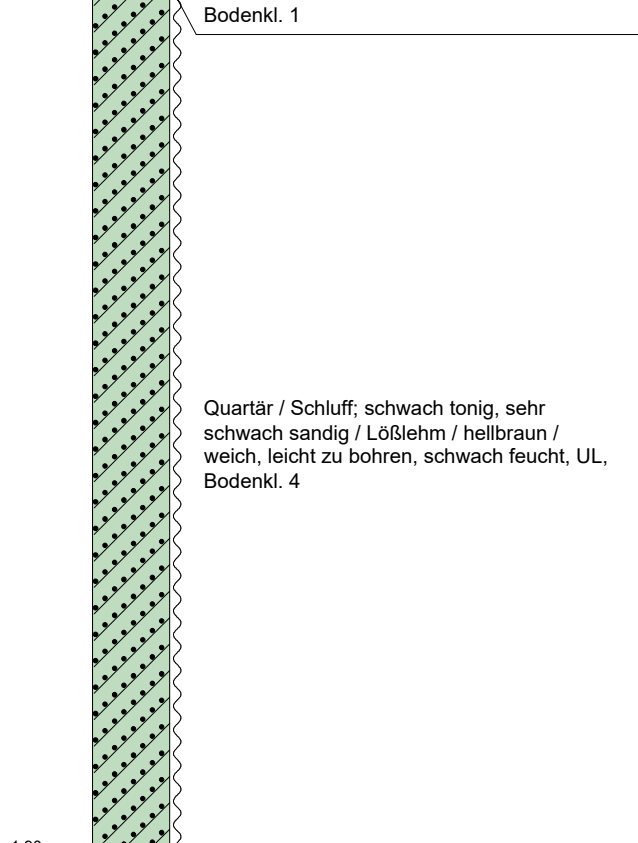 Bodenkl. 1
Quartär / Schluff; schwach tonig, sehr
schwach sandig / Lößlehm / hellbraun /
weich, leicht zu bohren, schwach feucht, UL,
Bodenkl. 4